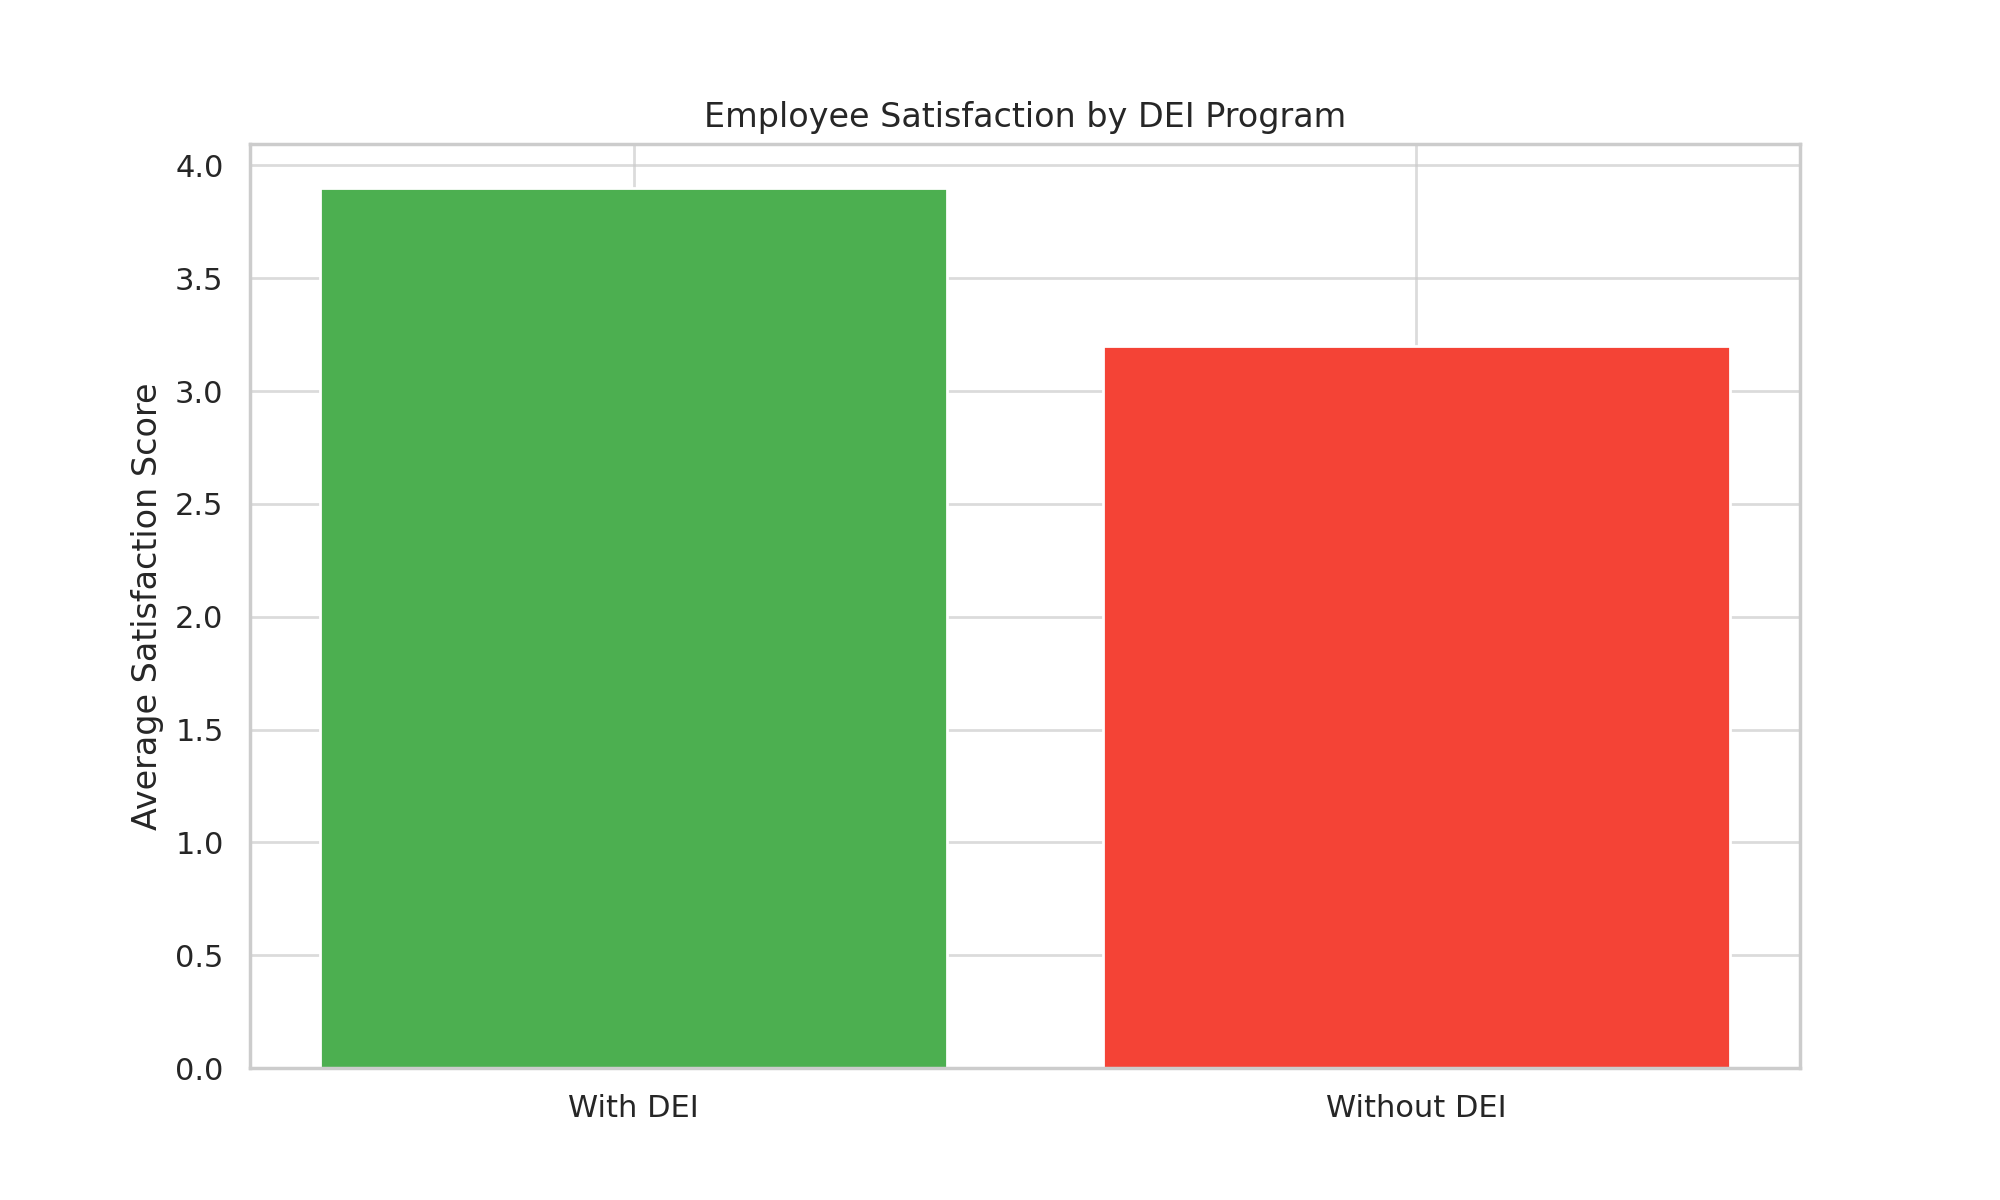 Employee Satisfaction by DEI Program
Average Satisfaction Score
4.0
3.5
3.0
2.5
2.0
1.5
1.0
0.5
0.0
With DEI
Without DEI